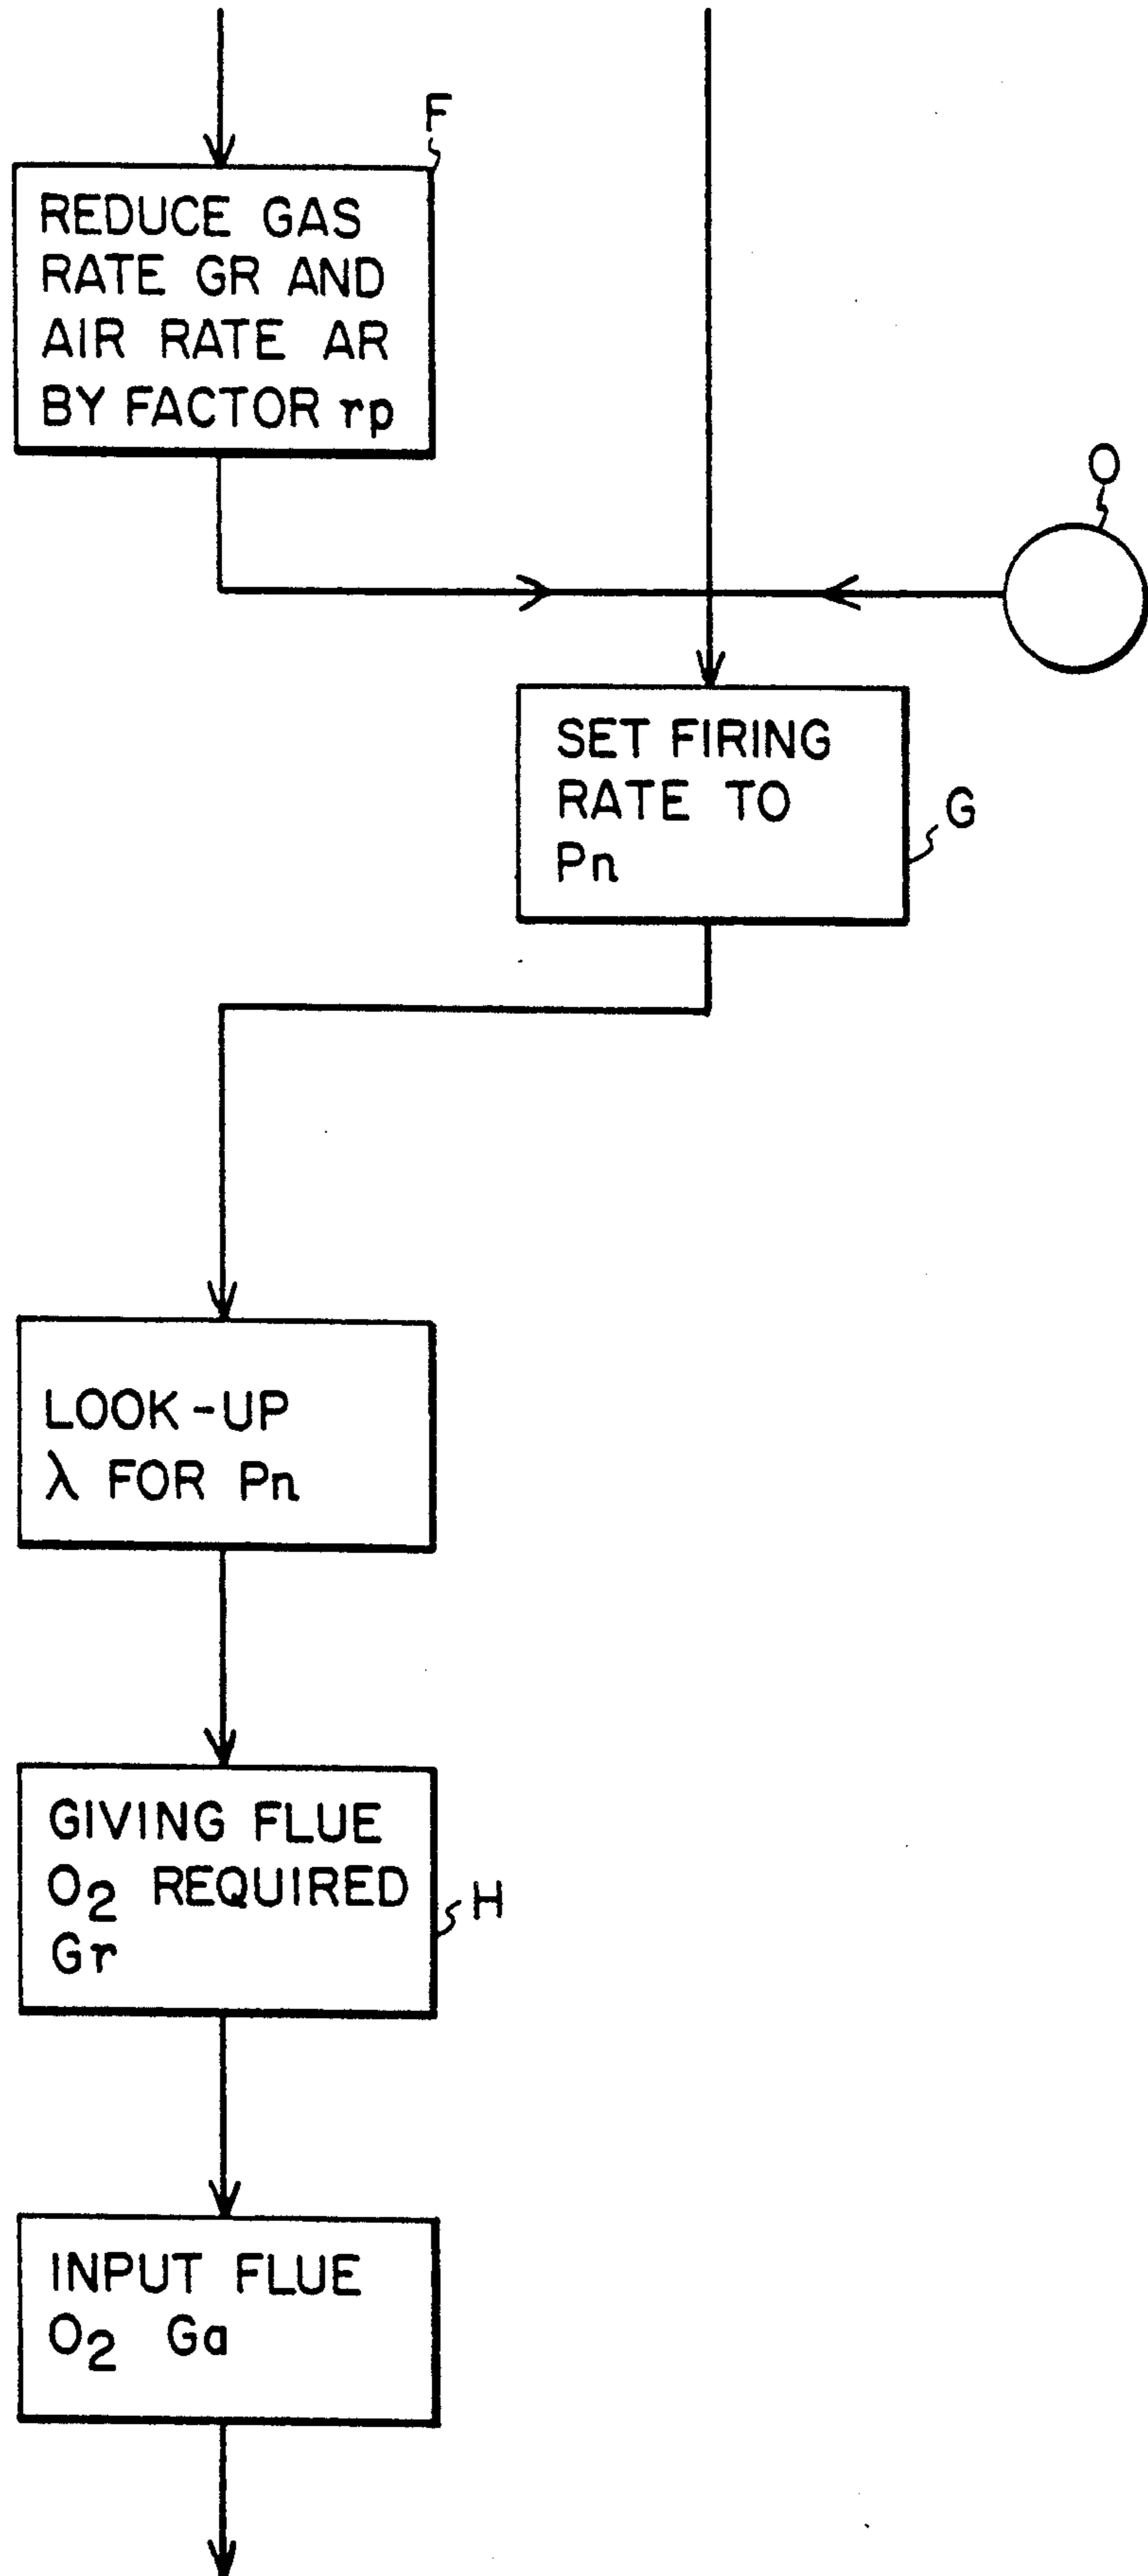 F
REDUCE GAS
RATE GR AND
AIR RATE AR
BY FACTOR rp
O
SET FIRING
RATE TO
Pn
G
LOOK-UP
λ FOR Pn
GIVING FLUE
O2 REQUIRED
Gr
H
INPUT FLUE
O2 Ga